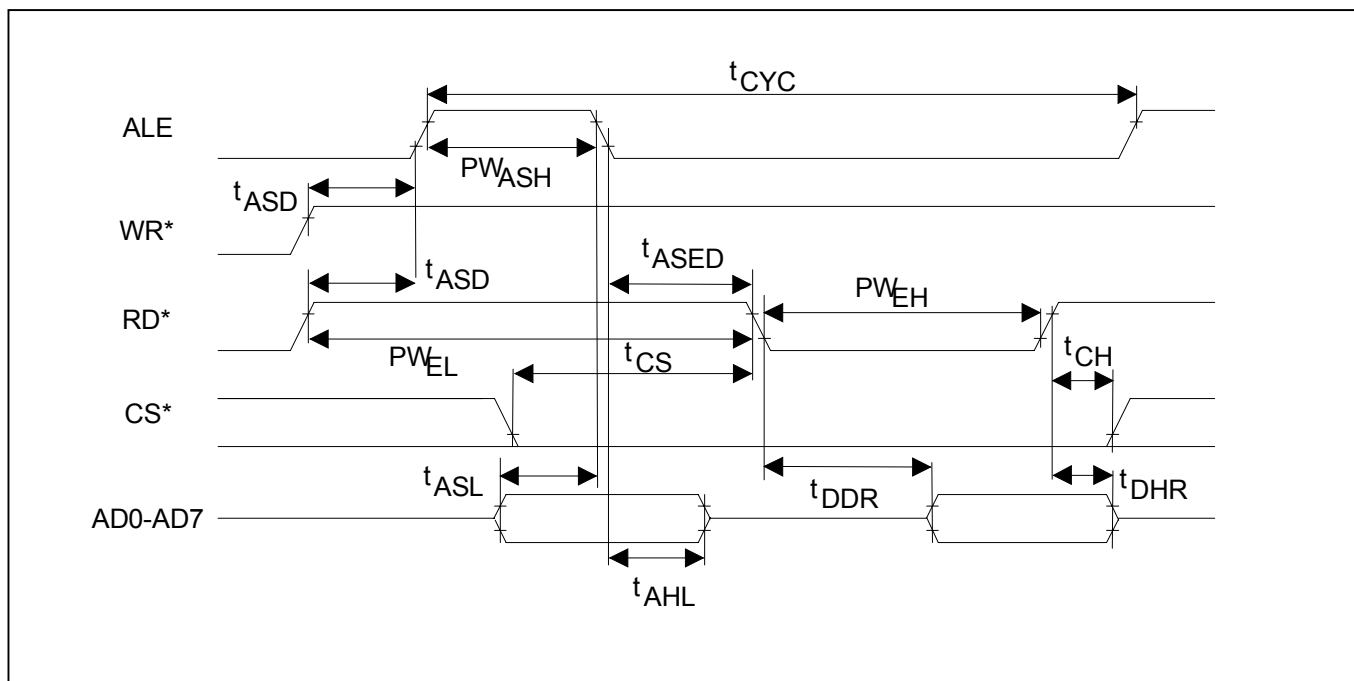 tCYC
ALE
PWASH
tASD
WR*
tASD
tASED
PWEH
RD*
PWEL
tCS
tCH
CS*
tASL
tDDR
tDHR
AD0-AD7
tAHL